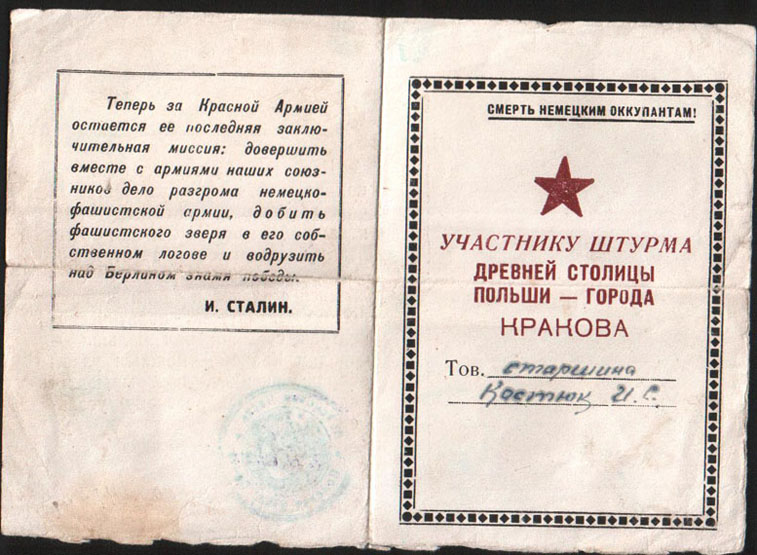 Теперь за Красной Армией
остается ее последняя заклю-
чительная миссия: довершить
вместе с армиями наших союз-
ников дело разгрома немецко-
фашистской армии, добить
фашистского зверя в его соб-
ственном логове и водрузить
над Берлином знамя победы.
И. СТАЛИН.
СМЕРТЬ НЕМЕЦКИМ ОККУПАНТАМ!
УЧАСТНИКУ ШТУРМА
ДРЕВНЕЙ СТОЛИЦЫ
ПОЛЬШИ — ГОРОДА
КРАКОВА
Тов. старшина
Костюк И.С.